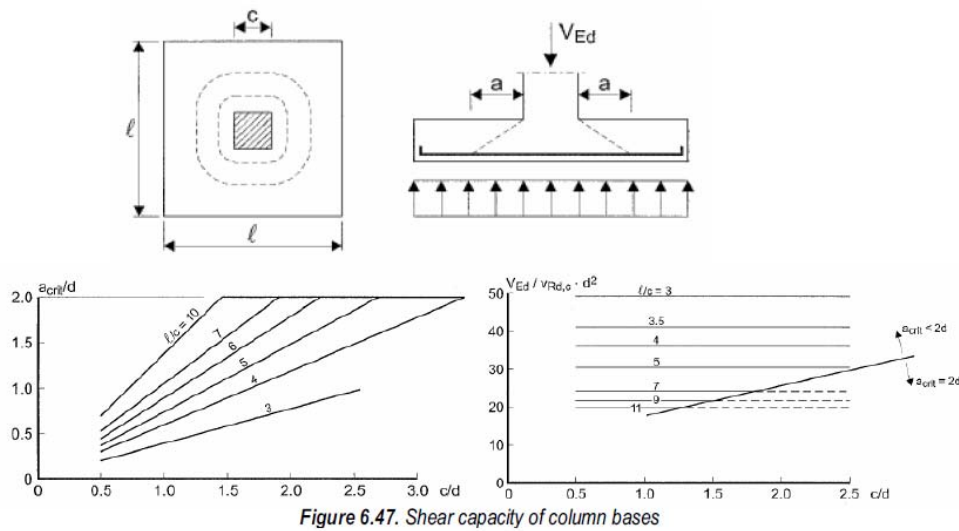 c
ℓ
ℓ
V_Ed
a
a
a_crit/d
2.0
1.5
1.0
0.5
0
0.5
1.0
1.5
2.0
2.5
3.0
c/d
ℓ/c = 10
7
6
5
4
3
V_Ed / v_Rd,c · d²
50
40
30
20
10
0
0
0.5
1.0
1.5
2.0
2.5
c/d
ℓ/c = 3
3.5
4
5
7
9
11
a_crit < 2d
a_crit = 2d
Figure 6.47. Shear capacity of column bases